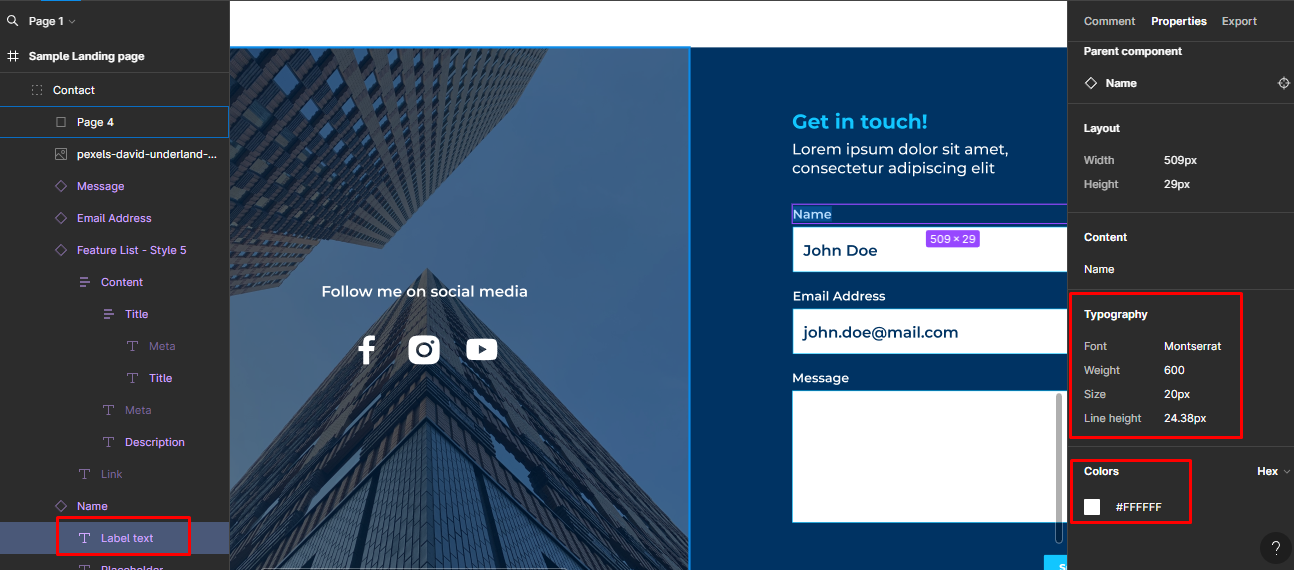 Page 1
Sample Landing page
Contact
Page 4
pexels-david-underland-...
Message
Email Address
Feature List - Style 5
Content
Title
Meta
Title
Meta
Description
Link
Name
Label text
Placeholder
Follow me on social media
Get in touch!
Lorem ipsum dolor sit amet,
consectetur adipiscing elit
Name
509 × 29
John Doe
Email Address
john.doe@mail.com
Message
Comment Properties Export
Parent component
Name
Layout
Width 509px
Height 29px
Content
Name
Typography
Font Montserrat
Weight 600
Size 20px
Line height 24.38px
Colors Hex
#FFFFFF
?